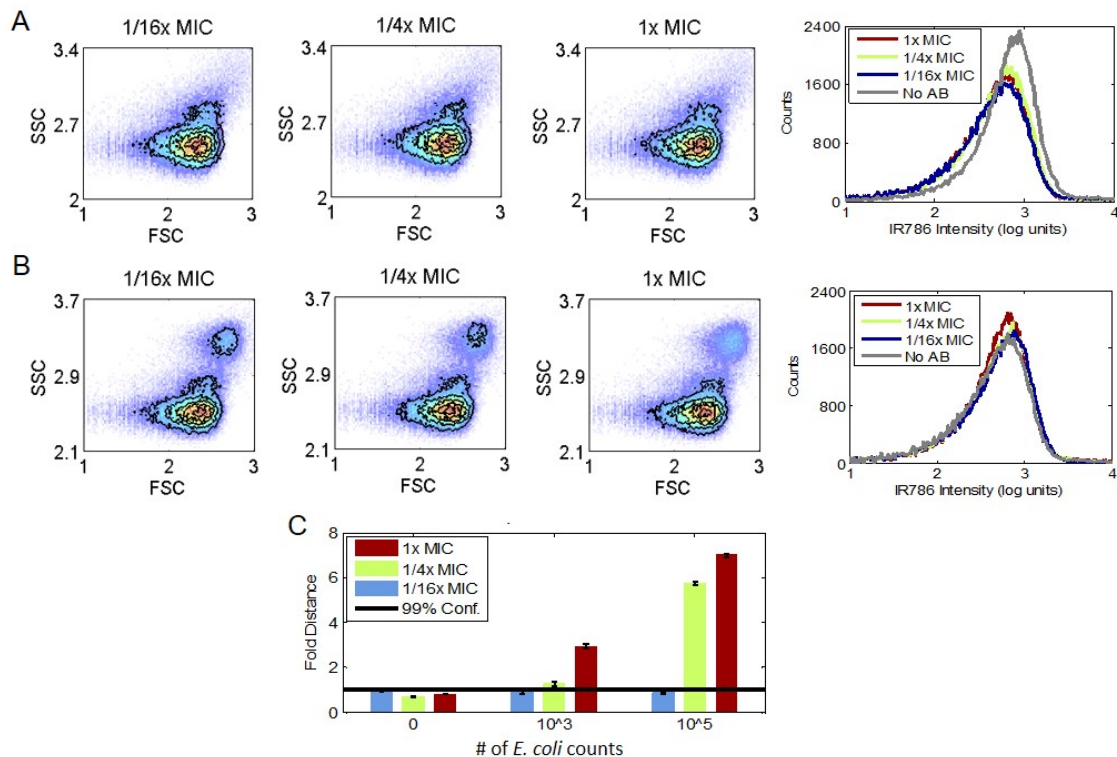 A
1/16x MIC
1/4x MIC
1x MIC
3.4
2.7
2
SSC
1
2
3
FSC
3.4
2.7
2
SSC
1
2
3
FSC
3.4
2.7
2
SSC
1
2
3
FSC
2400
1600
800
0
Counts
1x MIC
1/4x MIC
1/16x MIC
No AB
1
2
3
4
IR786 Intensity (log units)
B
1/16x MIC
1/4x MIC
1x MIC
3.7
2.9
2.1
SSC
1
2
3
FSC
3.7
2.9
2.1
SSC
1
2
3
FSC
3.7
2.9
2.1
SSC
1
2
3
FSC
2400
1600
800
0
Counts
1x MIC
1/4x MIC
1/16x MIC
No AB
1
2
3
4
IR786 Intensity (log units)
C
8
6
4
2
0
Fold Distance
1x MIC
1/4x MIC
1/16x MIC
99% Conf.
0
10^3
10^5
# of E. coli counts